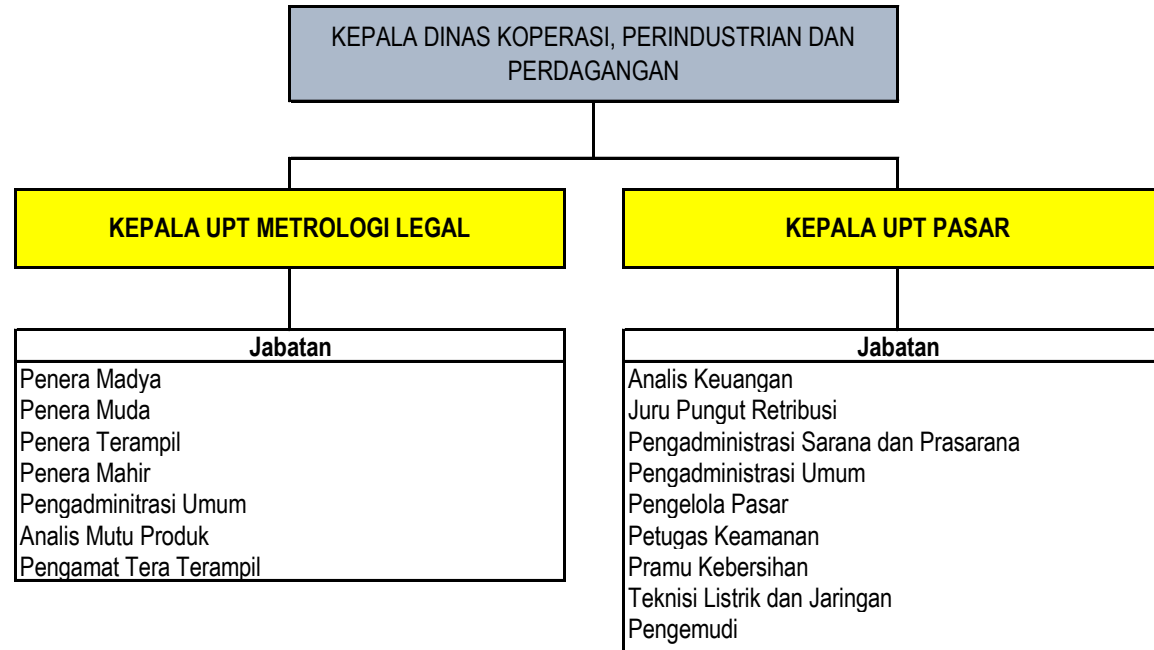 KEPALA DINAS KOPERASI, PERINDUSTRIAN DAN
PERDAGANGAN
KEPALA UPT METROLOGI LEGAL
KEPALA UPT PASAR
Jabatan
Penera Madya
Penera Muda
Penera Terampil
Penera Mahir
Pengadminitrasi Umum
Analis Mutu Produk
Pengamat Tera Terampil
Jabatan
Analis Keuangan
Juru Pungut Retribusi
Pengadministrasi Sarana dan Prasarana
Pengadministrasi Umum
Pengelola Pasar
Petugas Keamanan
Pramu Kebersihan
Teknisi Listrik dan Jaringan
Pengemudi